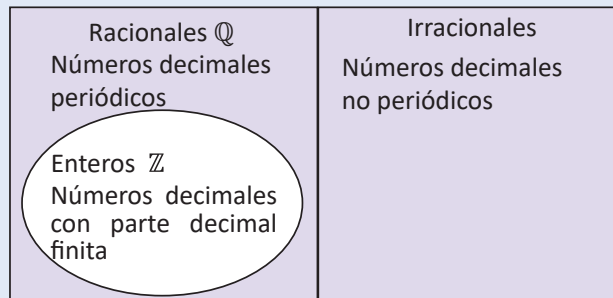 Racionales ℚ
Números decimales
periódicos
Enteros ℤ
Números decimales
con parte decimal
finita
Irracionales
Números decimales
no periódicos